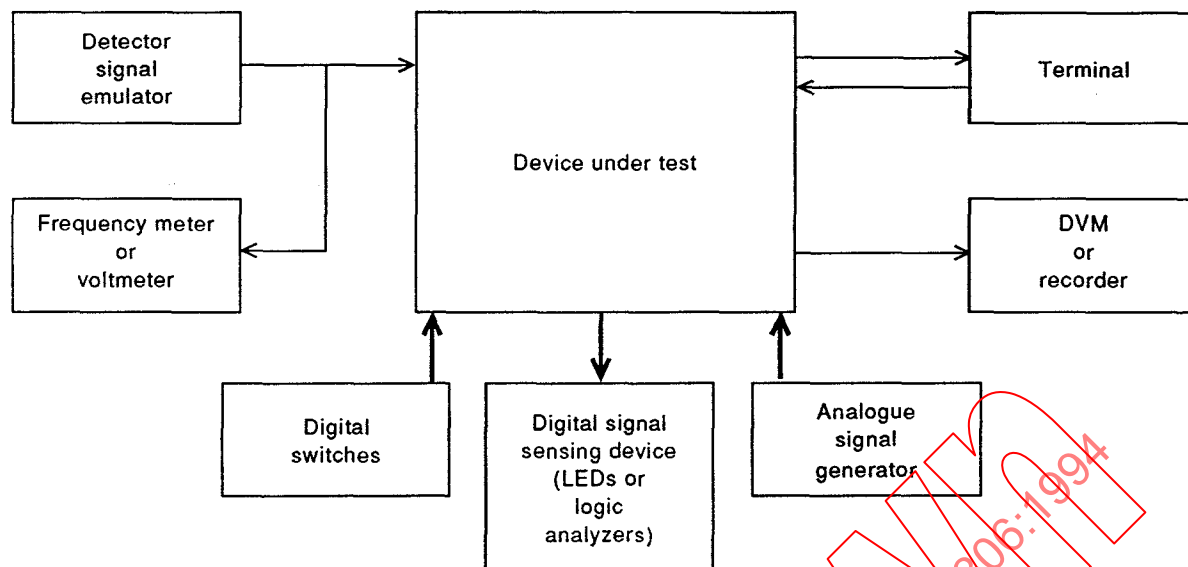 Detector
signal
emulator
Device under test
Terminal
Frequency meter
or
voltmeter
DVM
or
recorder
Digital
switches
Digital signal
sensing device
(LEDs or
logic
analyzers)
Analogue
signal
generator